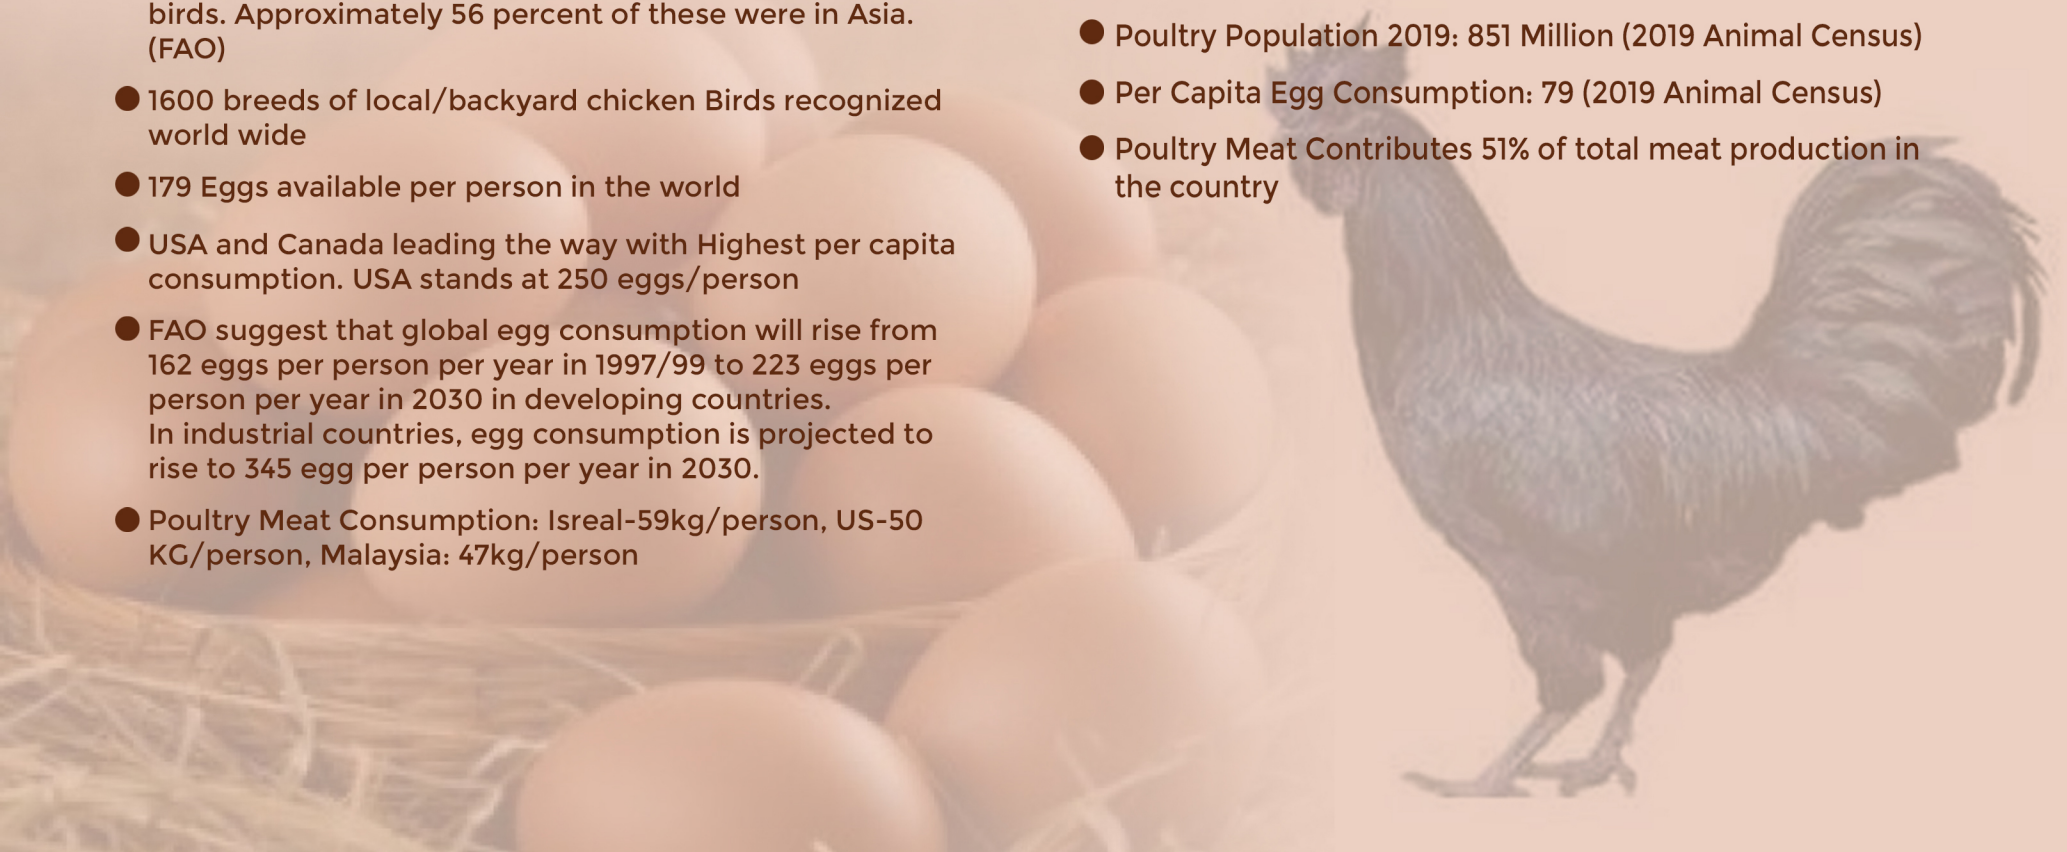 birds. Approximately 56 percent of these were in Asia.
(FAO)
● 1600 breeds of local/backyard chicken Birds recognized
world wide
● 179 Eggs available per person in the world
● USA and Canada leading the way with Highest per capita
consumption. USA stands at 250 eggs/person
● FAO suggest that global egg consumption will rise from
162 eggs per person per year in 1997/99 to 223 eggs per
person per year in 2030 in developing countries.
In industrial countries, egg consumption is projected to
rise to 345 egg per person per year in 2030.
● Poultry Meat Consumption: Isreal-59kg/person, US-50
KG/person, Malaysia: 47kg/person
● Poultry Population 2019: 851 Million (2019 Animal Census)
● Per Capita Egg Consumption: 79 (2019 Animal Census)
● Poultry Meat Contributes 51% of total meat production in
the country